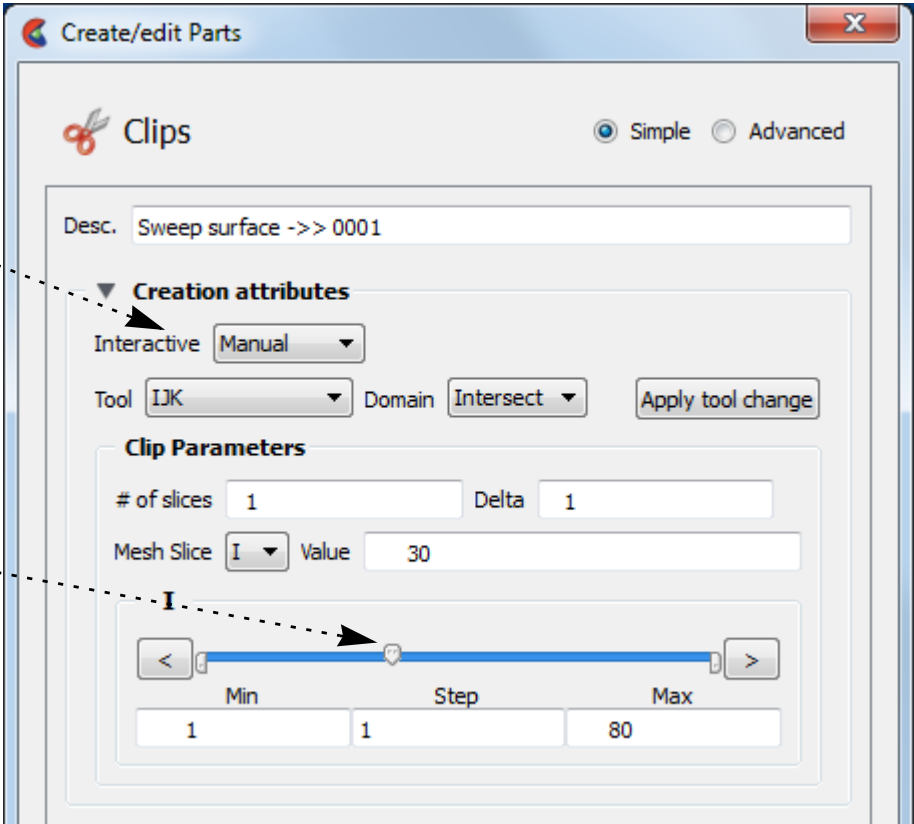 Create/edit Parts
Clips Simple Advanced
Desc. Sweep surface ->> 0001
Creation attributes
Interactive Manual
Tool IJK Domain Intersect Apply tool change
Clip Parameters
# of slices 1 Delta 1
Mesh Slice I Value 30
I
< >
Min Step Max
1 1 80